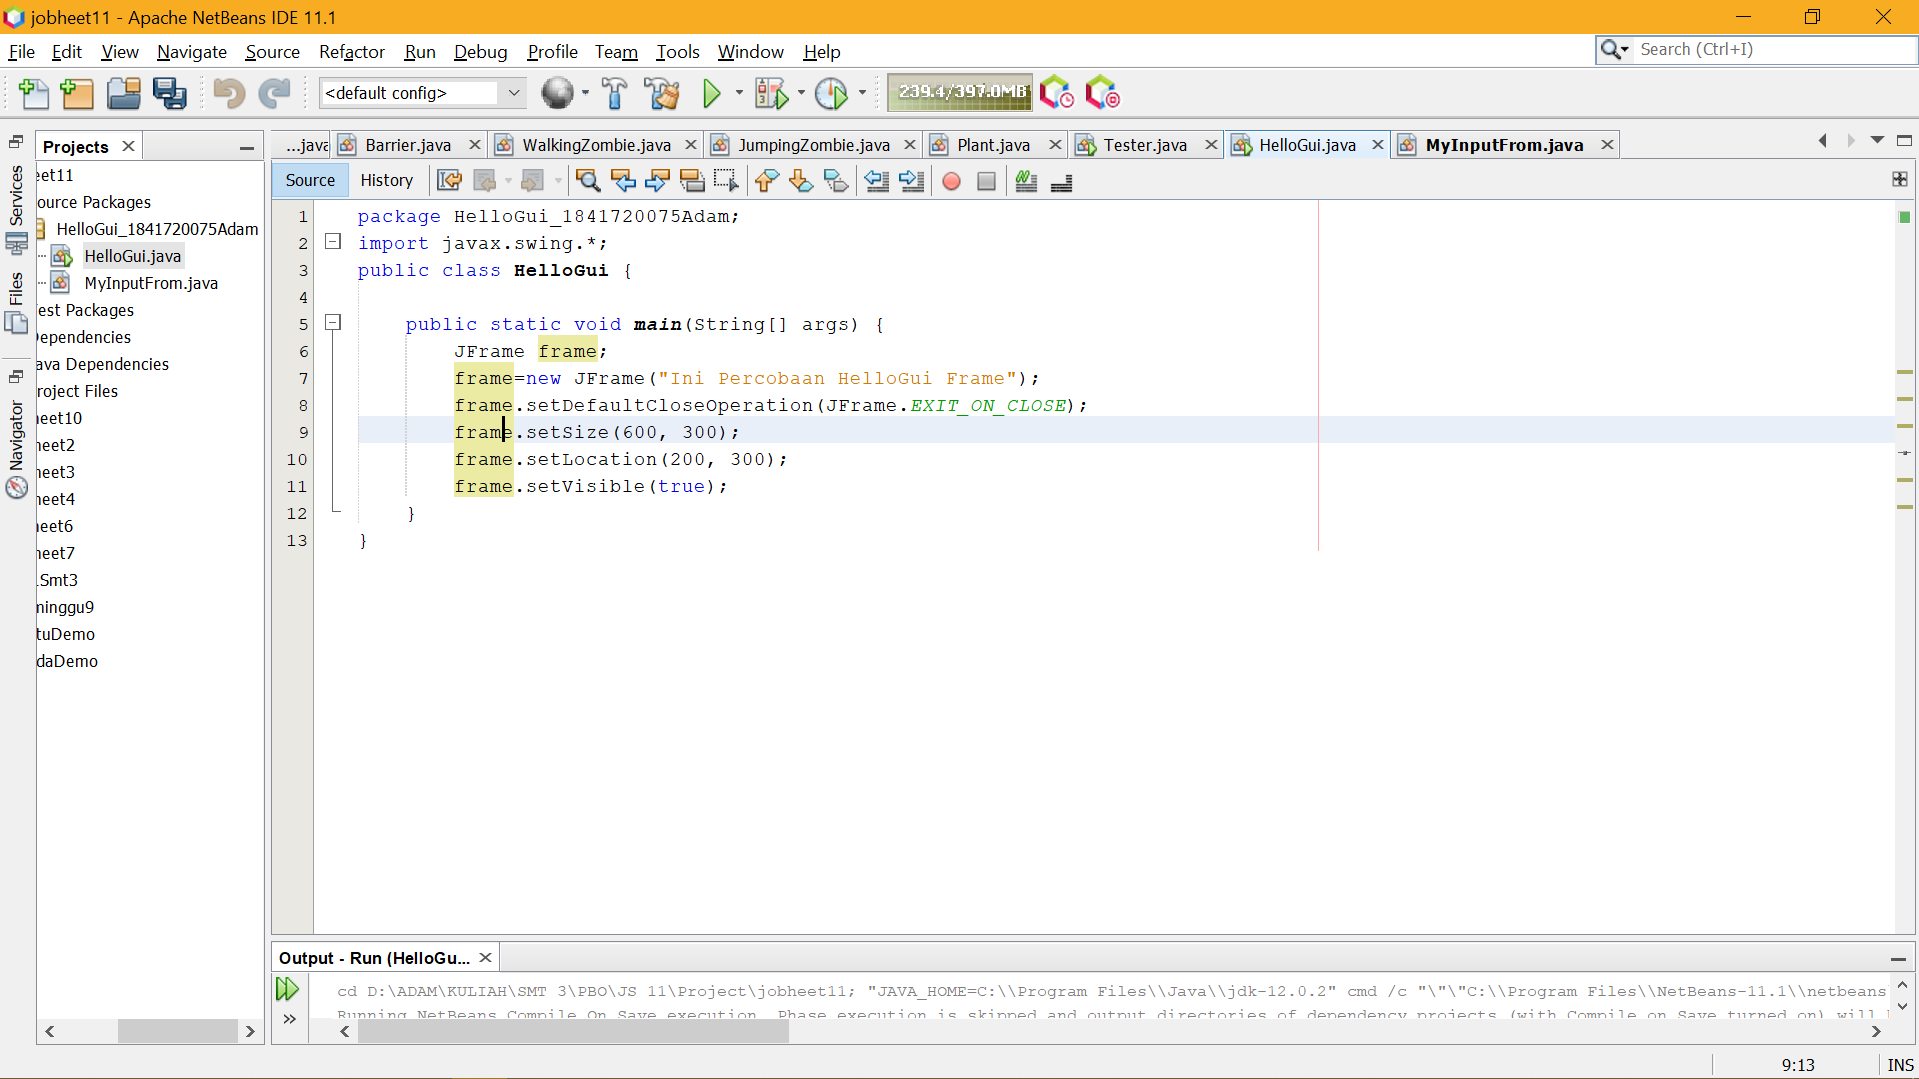 jobheet11 - Apache NetBeans IDE 11.1
File Edit View Navigate Source Refactor Run Debug Profile Team Tools Window Help
Search (Ctrl+I)
<default config>
239.4/397.0MB
Services
Files
Navigator
Projects
eet11
ource Packages
HelloGui_1841720075Adam
HelloGui.java
MyInputFrom.java
est Packages
ependencies
ava Dependencies
roject Files
eet10
eet2
eet3
eet4
eet6
eet7
.Smt3
minggu9
tuDemo
daDemo
...java Barrier.java WalkingZombie.java JumpingZombie.java Plant.java Tester.java HelloGui.java MyInputFrom.java
Source History
1 package HelloGui_1841720075Adam;
2 import javax.swing.*;
3 public class HelloGui {
4
5 public static void main(String[] args) {
6 JFrame frame;
7 frame=new JFrame("Ini Percobaan HelloGui Frame");
8 frame.setDefaultCloseOperation(JFrame.EXIT_ON_CLOSE);
9 frame.setSize(600, 300);
10 frame.setLocation(200, 300);
11 frame.setVisible(true);
12 }
13 }
Output - Run (HelloGu...
cd D:\ADAM\KULIAH\SMT 3\PBO\JS 11\Project\jobheet11; "JAVA_HOME=C:\\Program Files\\Java\\jdk-12.0.2" cmd /c "\"\"C:\\Program Files\\NetBeans-11.1\\netbeans
Running NetBeans Compile On Save execution. Phase execution is skipped and output directories of dependency projects (with Compile on Save turned on) will
9:13 INS